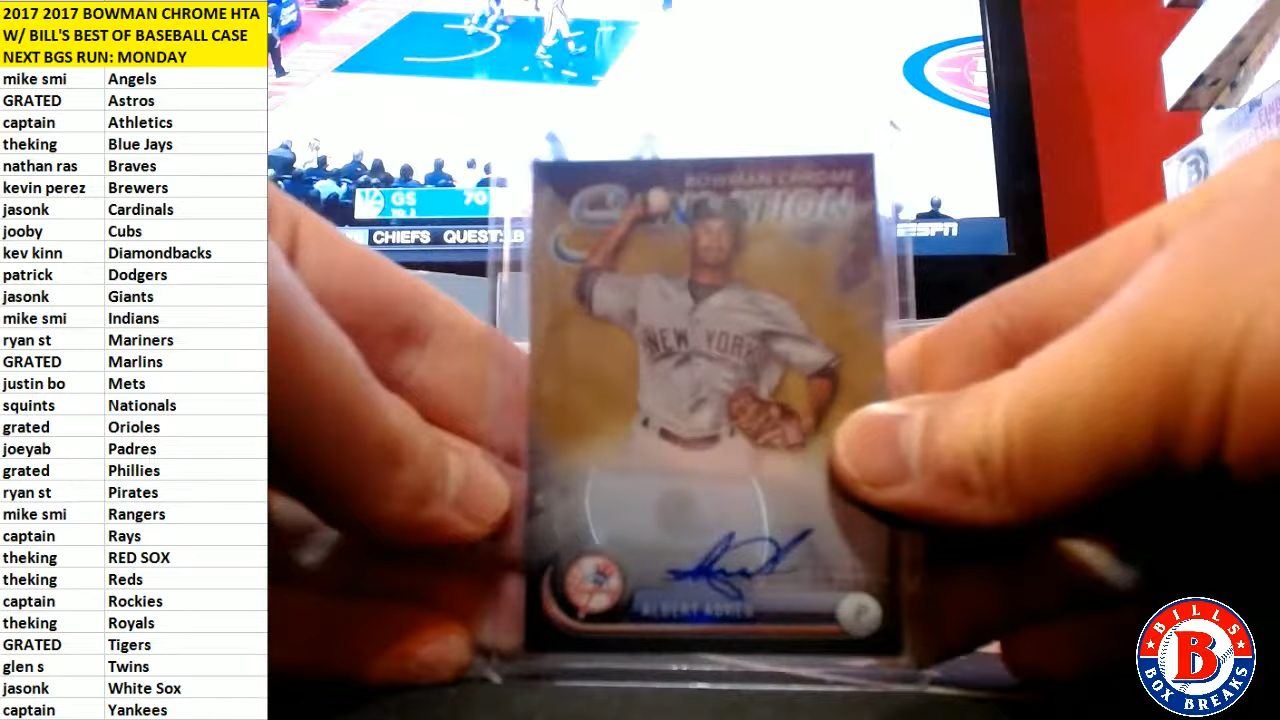 2017 2017 BOWMAN CHROME HTA
W/ BILL'S BEST OF BASEBALL CASE
NEXT BGS RUN: MONDAY
mike smi Angels
GRATED Astros
captain Athletics
theking Blue Jays
nathan ras Braves
kevin perez Brewers
jasonk Cardinals
jooby Cubs
kev kinn Diamondbacks
patrick Dodgers
jasonk Giants
mike smi Indians
ryan st Mariners
GRATED Marlins
justin bo Mets
squints Nationals
grated Orioles
joeyab Padres
grated Phillies
ryan st Pirates
mike smi Rangers
captain Rays
theking RED SOX
theking Reds
captain Rockies
theking Royals
GRATED Tigers
glen s Twins
jasonk White Sox
captain Yankees
GS 70
CHIEFS
ESPN
BOWMAN CHROME
NEW YORK
ALBERT ABREU
P
BILLS
B
BOX BREAKS